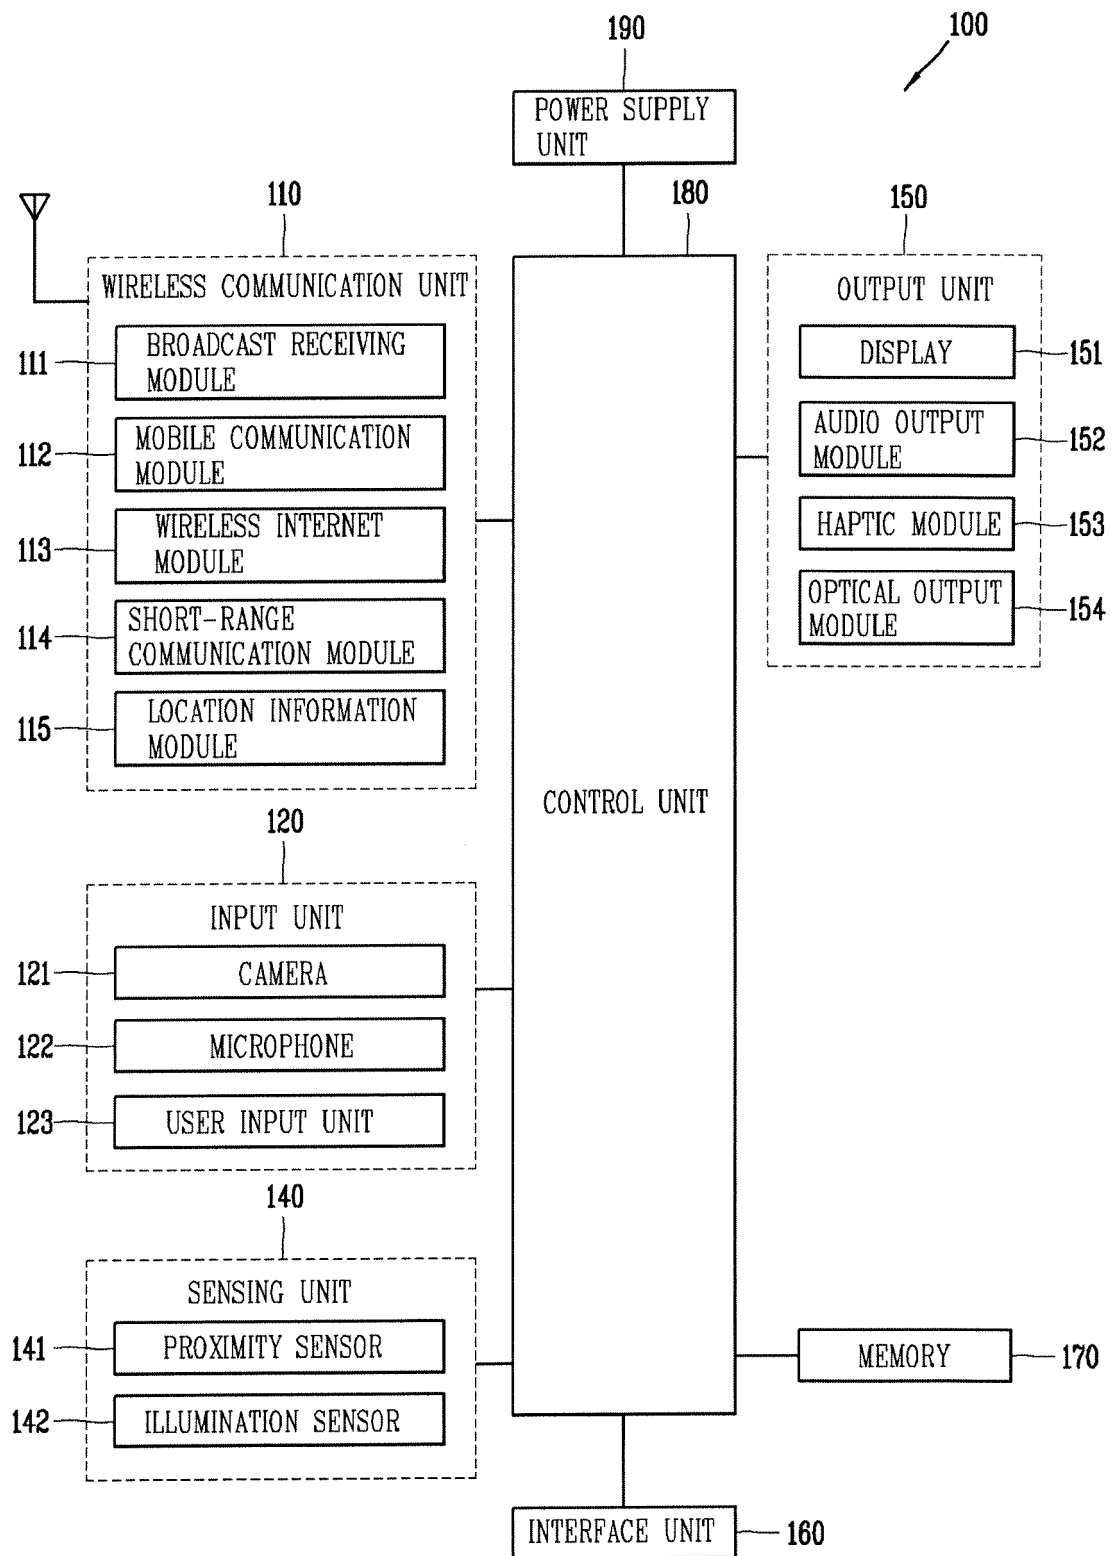 100
190
POWER SUPPLY
UNIT
110
180
150
WIRELESS COMMUNICATION UNIT
111
BROADCAST RECEIVING
MODULE
112
MOBILE COMMUNICATION
MODULE
113
WIRELESS INTERNET
MODULE
114
SHORT-RANGE
COMMUNICATION MODULE
115
LOCATION INFORMATION
MODULE
120
INPUT UNIT
121
CAMERA
122
MICROPHONE
123
USER INPUT UNIT
140
SENSING UNIT
141
PROXIMITY SENSOR
142
ILLUMINATION SENSOR
CONTROL UNIT
OUTPUT UNIT
DISPLAY
151
AUDIO OUTPUT
MODULE
152
HAPTIC MODULE
153
OPTICAL OUTPUT
MODULE
154
MEMORY
170
INTERFACE UNIT
160